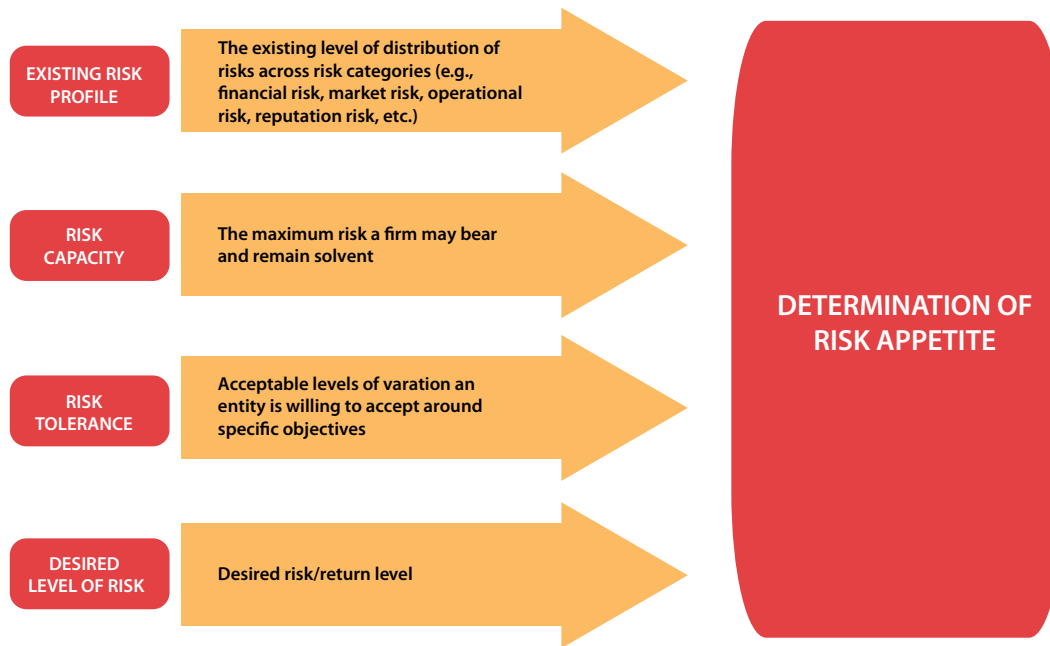 EXISTING RISK
PROFILE
The existing level of distribution of
risks across risk categories (e.g.,
financial risk, market risk, operational
risk, reputation risk, etc.)
RISK
CAPACITY
The maximum risk a firm may bear
and remain solvent
RISK
TOLERANCE
Acceptable levels of varation an
entity is willing to accept around
specific objectives
DESIRED
LEVEL OF RISK
Desired risk/return level
DETERMINATION OF
RISK APPETITE